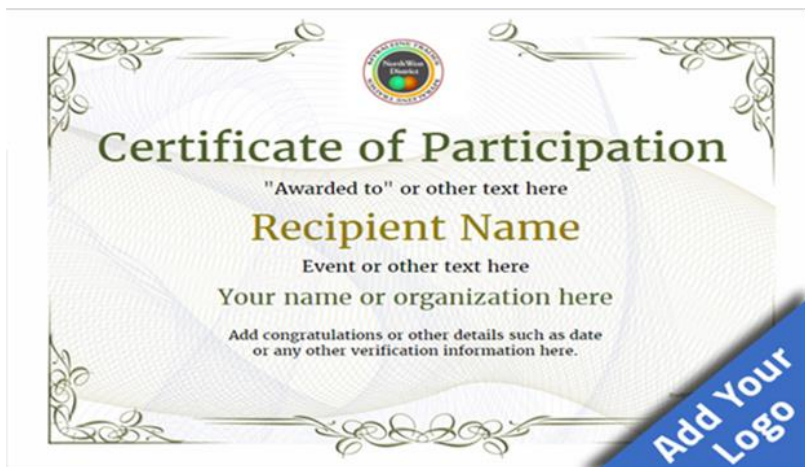 NorthWest
District
Certificate of Participation
"Awarded to" or other text here
Recipient Name
Event or other text here
Your name or organization here
Add congratulations or other details such as date
or any other verification information here.
Add Your
Logo